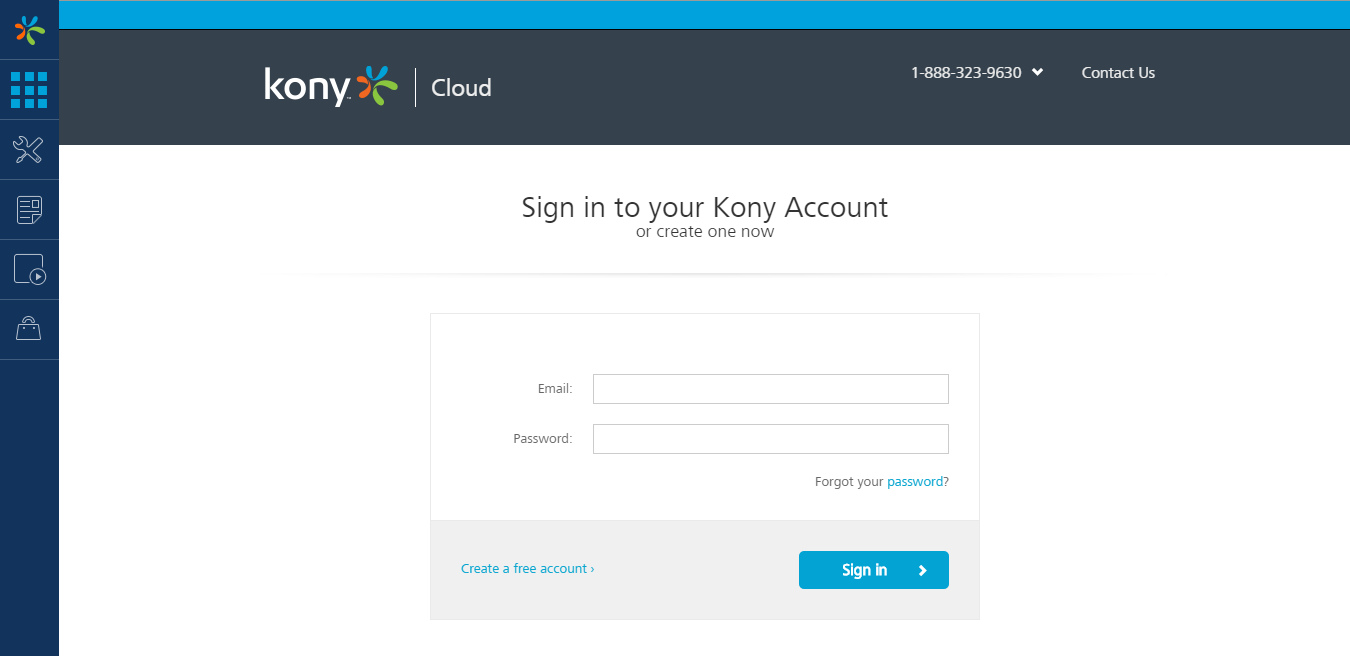 kony™ Cloud
1-888-323-9630 Contact Us
Sign in to your Kony Account
or create one now
Email:
Password:
Forgot your password?
Create a free account ›
Sign in